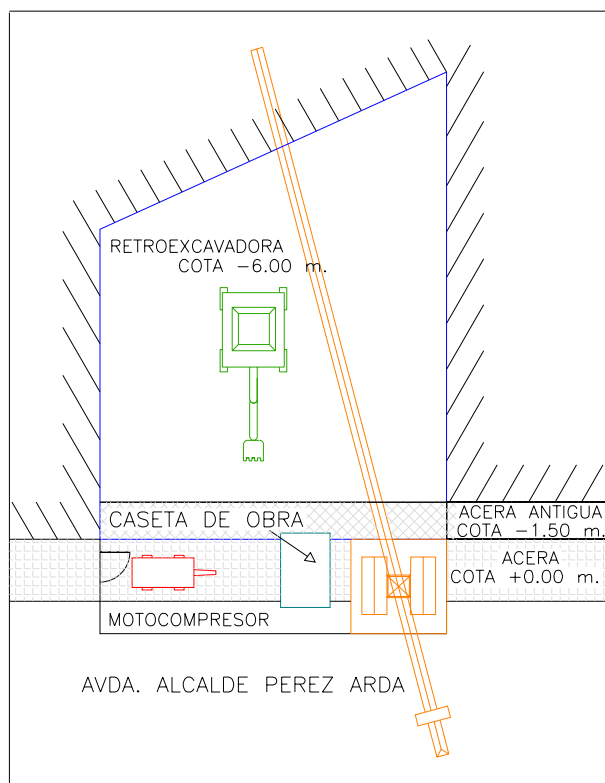 RETROEXCAVADORA
COTA -6.00 m.
CASETA DE OBRA
ACERA ANTIGUA
COTA -1.50 m.
ACERA
COTA +0.00 m.
MOTOCOMPRESOR
AVDA. ALCALDE PEREZ ARDA